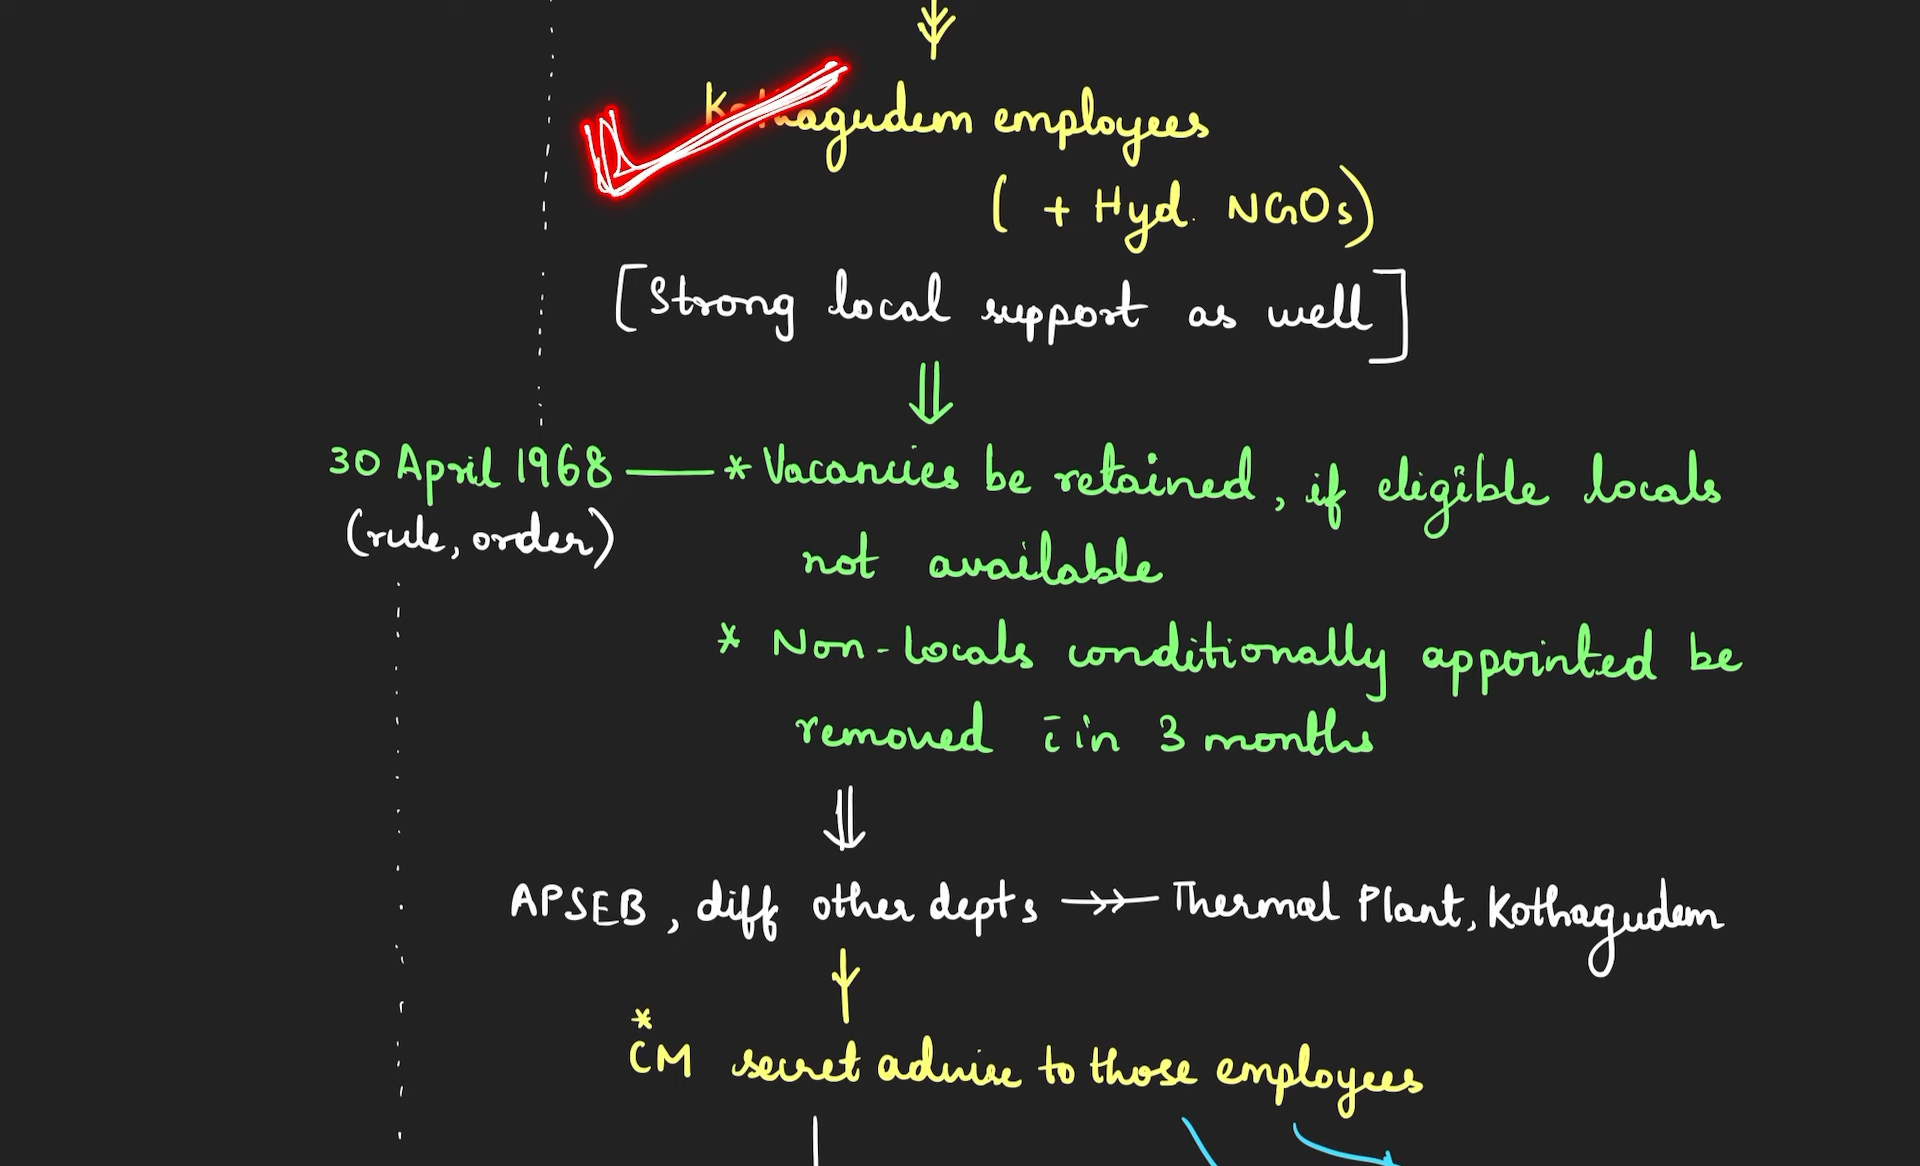 Kothagudem employees
( + Hyd. NGOs)
[Strong local support as well]
30 April 1968 — * Vacancies be retained, if eligible locals
(rule, order)
not available
* Non-locals conditionally appointed be
removed c̄ in 3 months
APSEB, diff other depts →→ Thermal Plant, Kothagudem
*
CM secret advise to those employees